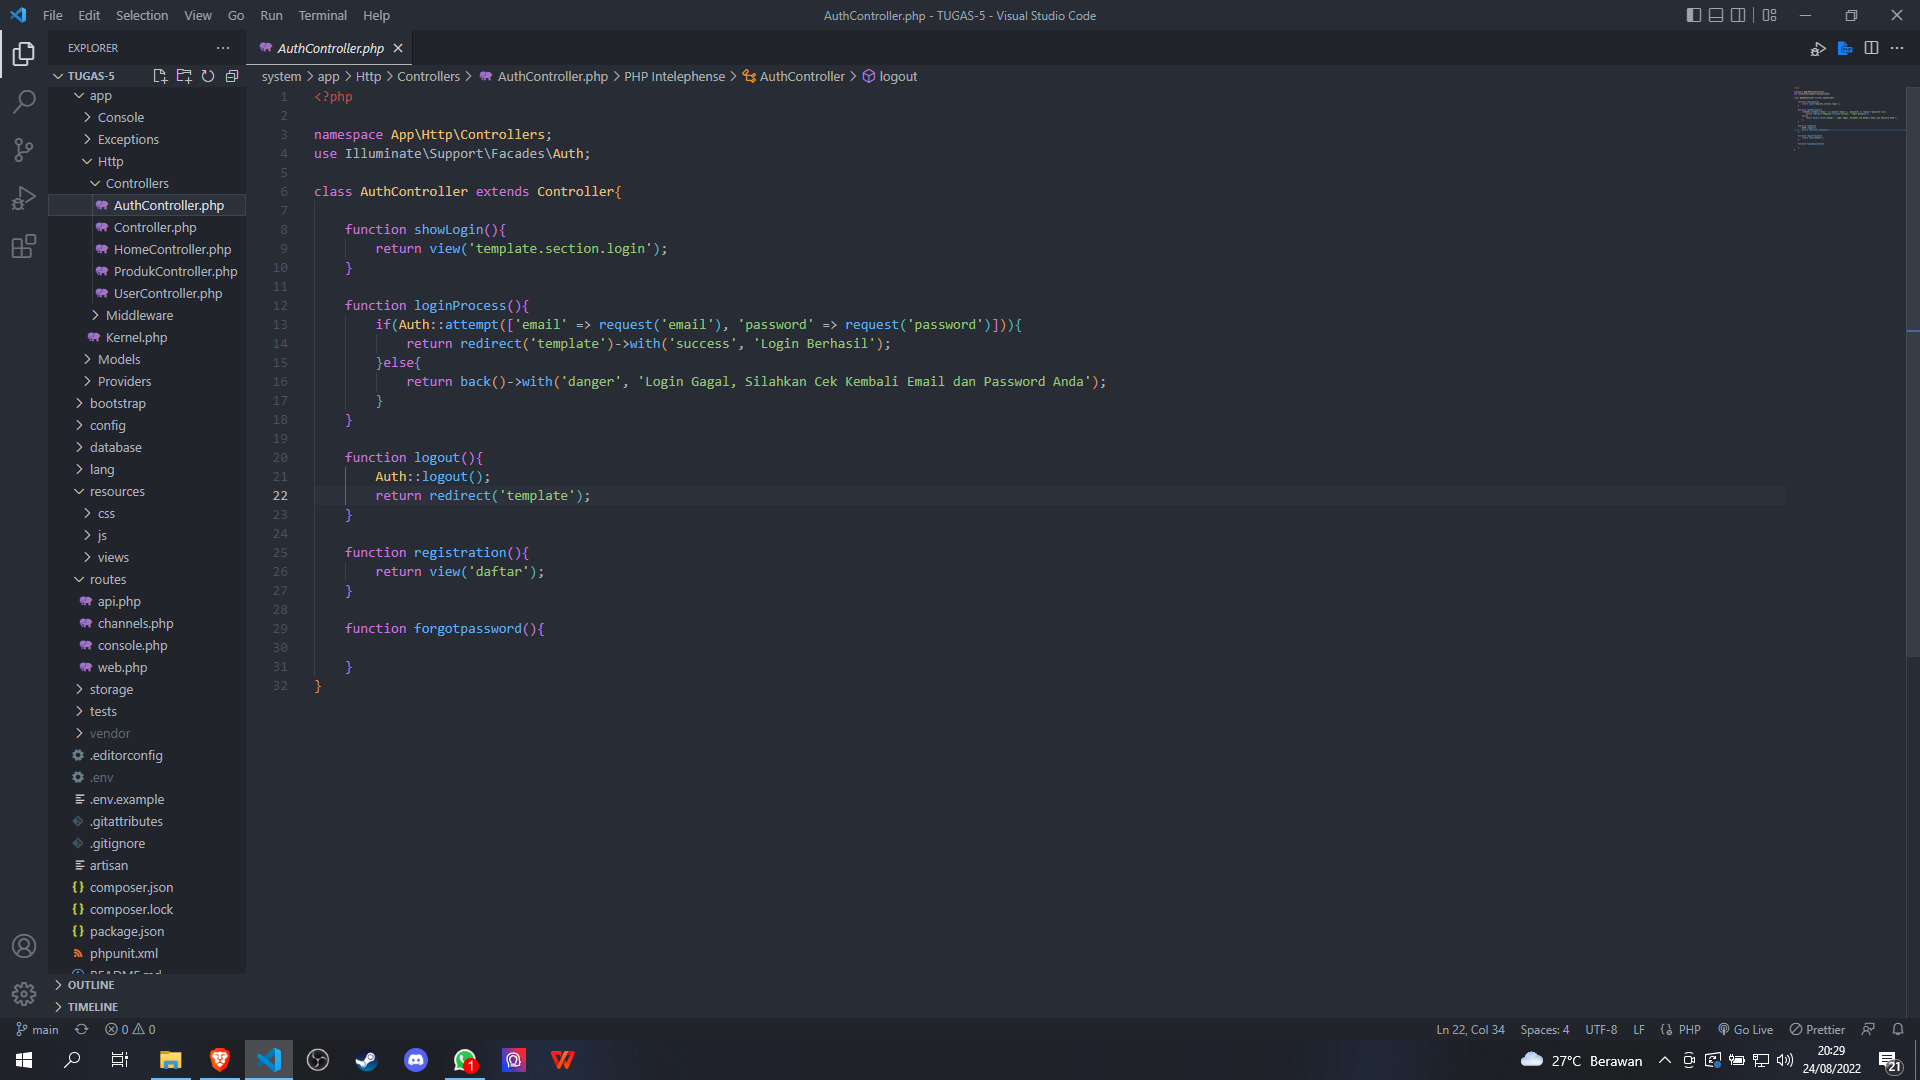 File Edit Selection View Go Run Terminal Help
AuthController.php - TUGAS-5 - Visual Studio Code
EXPLORER
AuthController.php
TUGAS-5
system > app > Http > Controllers > AuthController.php > PHP Intelephense > AuthController > logout
app
Console
Exceptions
Http
Controllers
AuthController.php
Controller.php
HomeController.php
ProdukController.php
UserController.php
Middleware
Kernel.php
Models
Providers
bootstrap
config
database
lang
resources
css
js
views
routes
api.php
channels.php
console.php
web.php
storage
tests
vendor
.editorconfig
.env
.env.example
.gitattributes
.gitignore
artisan
composer.json
composer.lock
package.json
phpunit.xml
README.md
OUTLINE
TIMELINE
1 <?php
2
3 namespace App\Http\Controllers;
4 use Illuminate\Support\Facades\Auth;
5
6 class AuthController extends Controller{
7
8 function showLogin(){
9 return view('template.section.login');
10 }
11
12 function loginProcess(){
13 if(Auth::attempt(['email' => request('email'), 'password' => request('password')])){
14 return redirect('template')->with('success', 'Login Berhasil');
15 }else{
16 return back()->with('danger', 'Login Gagal, Silahkan Cek Kembali Email dan Password Anda');
17 }
18 }
19
20 function logout(){
21 Auth::logout();
22 return redirect('template');
23 }
24
25 function registration(){
26 return view('daftar');
27 }
28
29 function forgotpassword(){
30
31 }
32 }
main 0 0
Ln 22, Col 34 Spaces: 4 UTF-8 LF PHP Go Live Prettier
1
27°C Berawan
20:29
24/08/2022
21